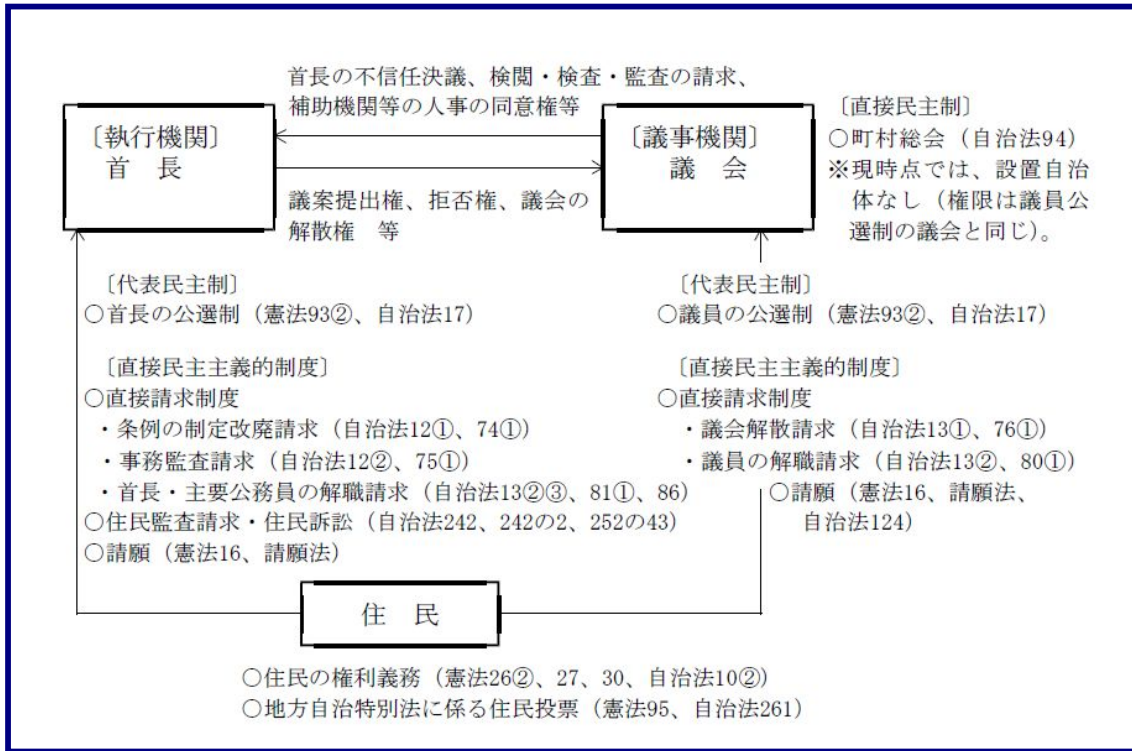 首長の不信任決議、検閲・検査・監査の請求、
補助機関等の人事の同意権等
〔執行機関〕
首　長
〔議事機関〕
議　会
議案提出権、拒否権、議会の
解散権　等
〔直接民主制〕
○町村総会（自治法94）
※現時点では、設置自治
体なし（権限は議員公
選制の議会と同じ）。
〔代表民主制〕
○首長の公選制（憲法93②、自治法17）
〔直接民主主義的制度〕
○直接請求制度
・条例の制定改廃請求（自治法12①、74①）
・事務監査請求（自治法12②、75①）
・首長・主要公務員の解職請求（自治法13②③、81①、86）
○住民監査請求・住民訴訟（自治法242、242の2、252の43）
○請願（憲法16、請願法）
〔代表民主制〕
○議員の公選制（憲法93②、自治法17）
〔直接民主主義的制度〕
○直接請求制度
・議会解散請求（自治法13①、76①）
・議員の解職請求（自治法13②、80①）
○請願（憲法16、請願法、
自治法124）
住　民
○住民の権利義務（憲法26②、27、30、自治法10②）
○地方自治特別法に係る住民投票（憲法95、自治法261）